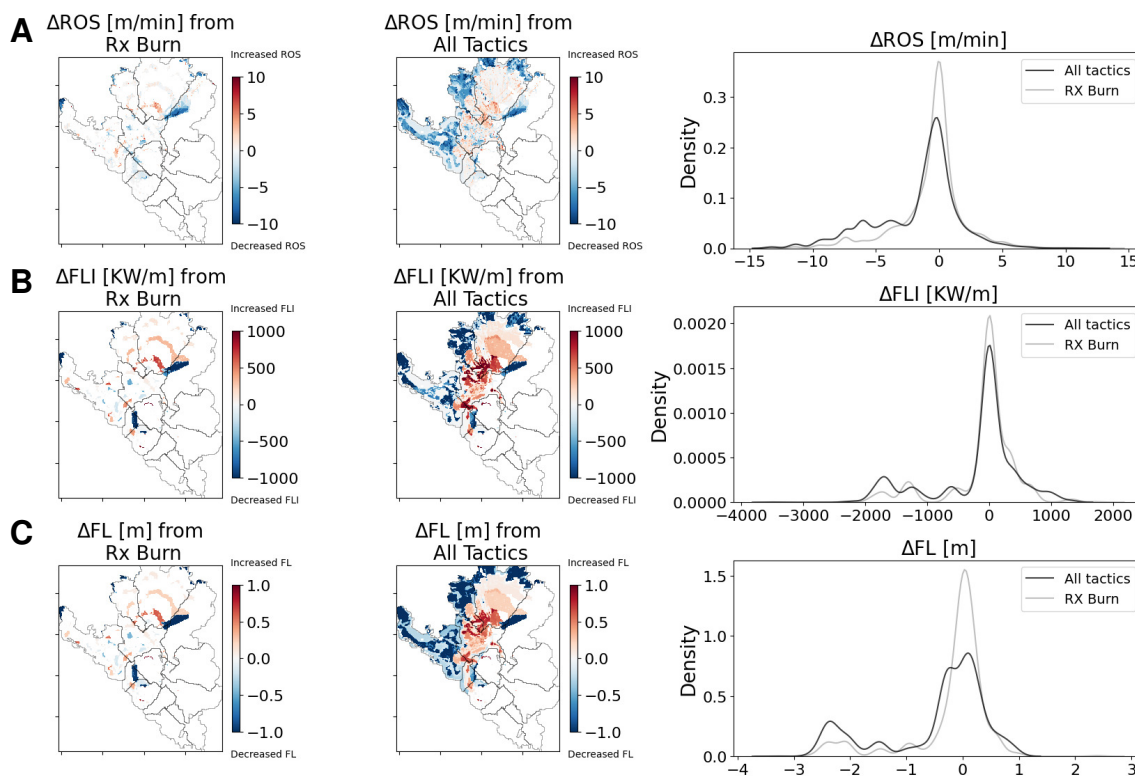 A
ΔROS [m/min] from
Rx Burn
Increased ROS
10
5
0
−5
−10
Decreased ROS
ΔROS [m/min] from
All Tactics
Increased ROS
10
5
0
−5
−10
Decreased ROS
ΔROS [m/min]
All tactics
RX Burn
Density
0.3
0.2
0.1
0.0
−15 −10 −5 0 5 10 15
B
ΔFLI [KW/m] from
Rx Burn
Increased FLI
1000
500
0
−500
−1000
Decreased FLI
ΔFLI [KW/m] from
All Tactics
Increased FLI
1000
500
0
−500
−1000
Decreased FLI
ΔFLI [KW/m]
All tactics
RX Burn
Density
0.0020
0.0015
0.0010
0.0005
0.0000
−4000 −3000 −2000 −1000 0 1000 2000
C
ΔFL [m] from
Rx Burn
Increased FL
1.0
0.5
0.0
−0.5
−1.0
Decreased FL
ΔFL [m] from
All Tactics
Increased FL
1.0
0.5
0.0
−0.5
−1.0
Decreased FL
ΔFL [m]
All tactics
RX Burn
Density
1.5
1.0
0.5
0.0
−4 −3 −2 −1 0 1 2 3